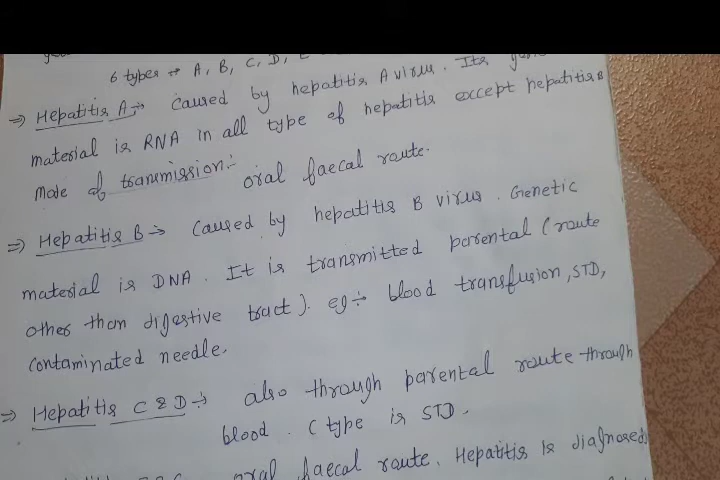 6 types → A, B, C, D, E
⇒ Hepatitis A → caused by hepatitis A virus. Its
material is RNA in all type of hepatitis except hepatitis B
mode of transmission:- oral faecal route.
⇒ Hepatitis B → caused by hepatitis B virus. Genetic
material is DNA. It is transmitted parental (route
other than digestive tract). eg ÷ blood transfusion, STD,
contaminated needle.
⇒ Hepatitis C & D → also through parental route through
blood. C type is STD.
oral faecal route. Hepatitis is diagnosed